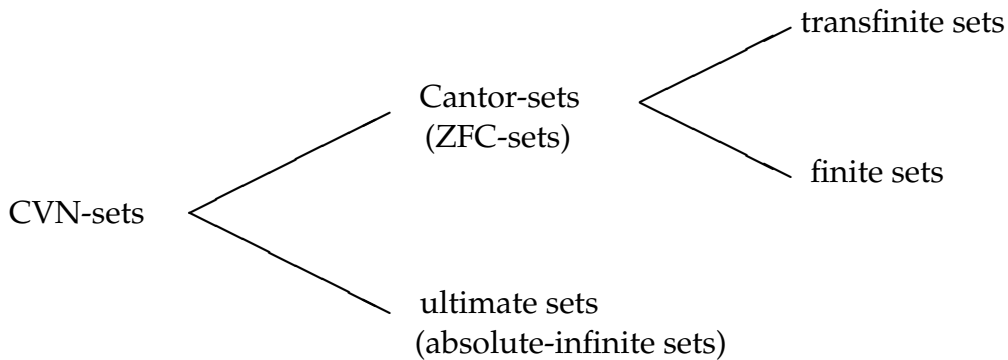 transfinite sets
Cantor-sets
(ZFC-sets)
finite sets
CVN-sets
ultimate sets
(absolute-infinite sets)